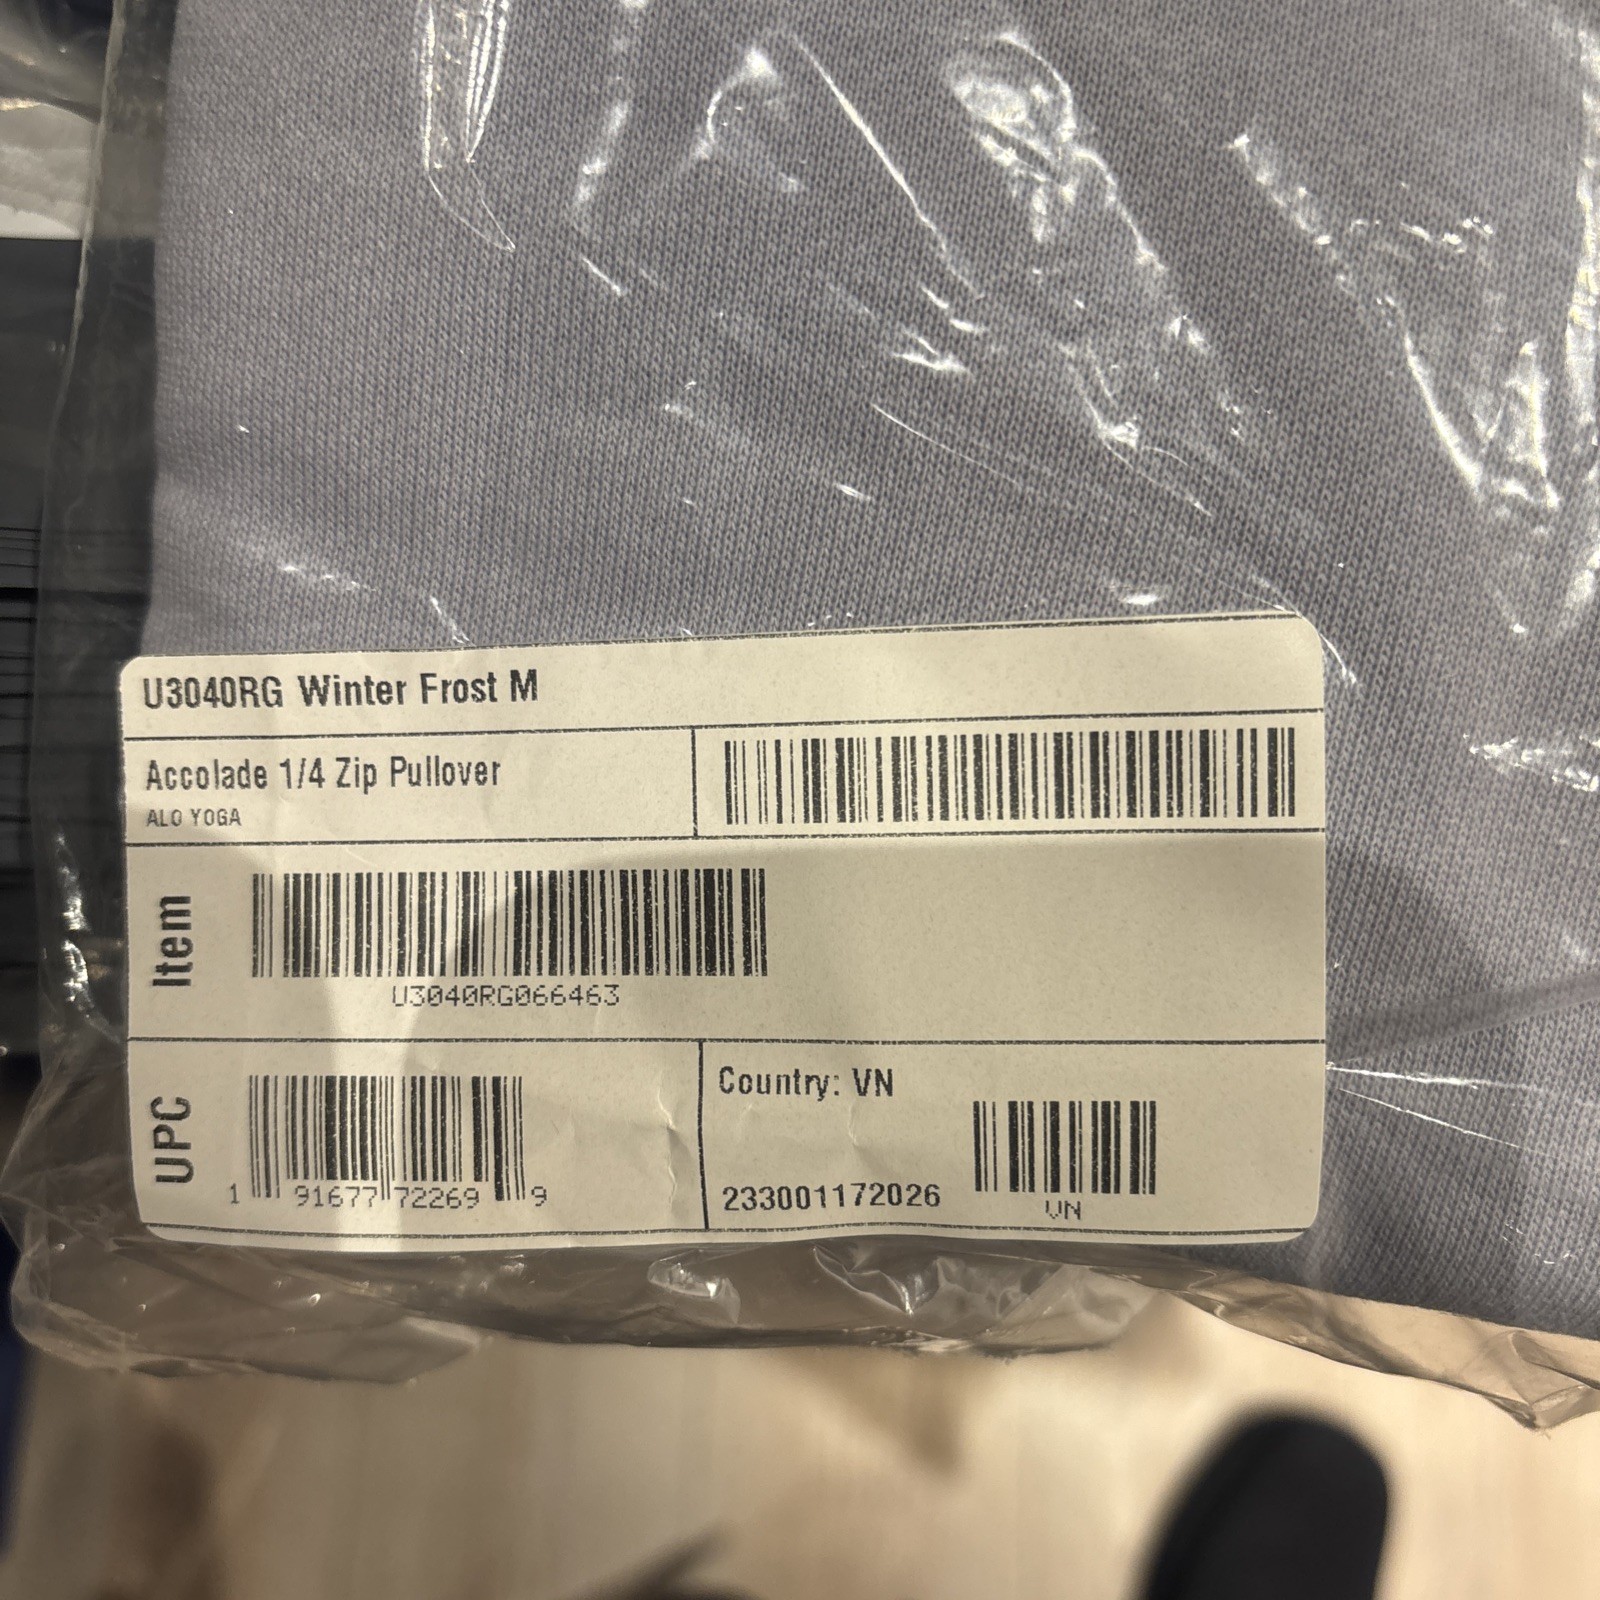 U3040RG Winter Frost M
Accolade 1/4 Zip Pullover
ALO YOGA
Item
U3040RG066463
UPC
1 91677 72269 9
Country: VN
233001172026
VN